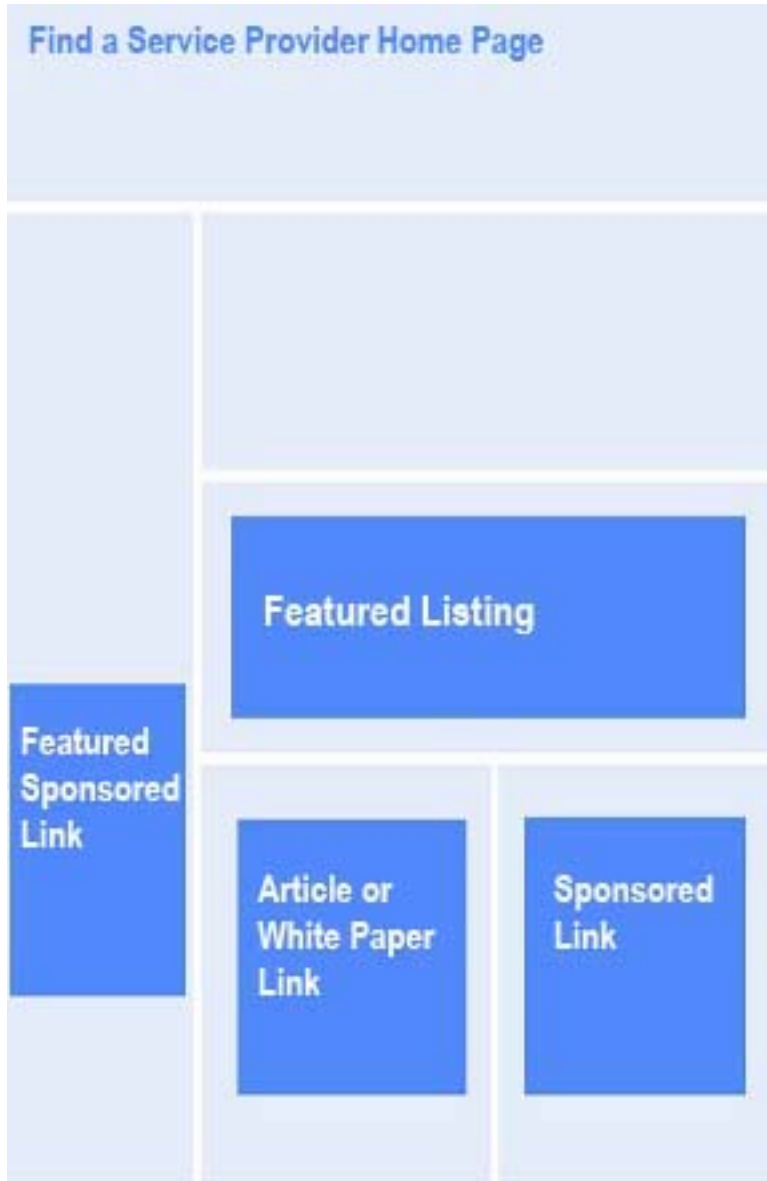 Find a Service Provider Home Page
Featured Listing
Featured
Sponsored
Link
Article or
White Paper
Link
Sponsored
Link